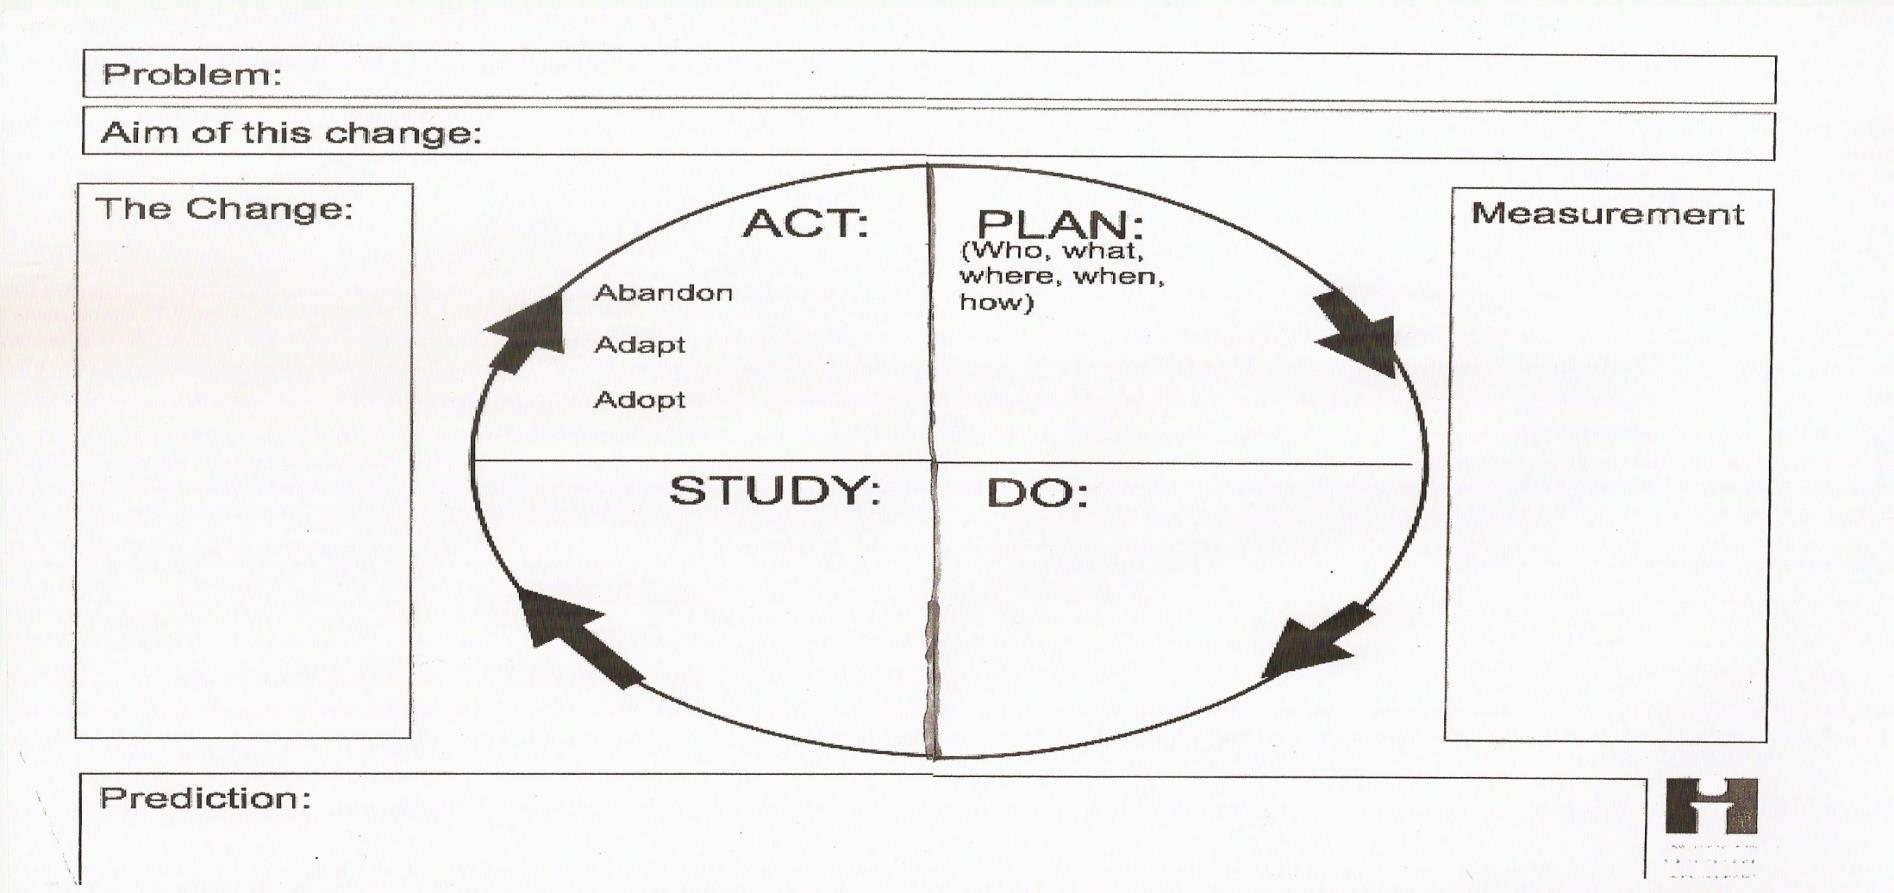 Problem:
Aim of this change:
The Change:
ACT:
Abandon
Adapt
Adopt
PLAN:
(Who, what,
where, when,
how)
Measurement
STUDY:
DO:
Prediction: